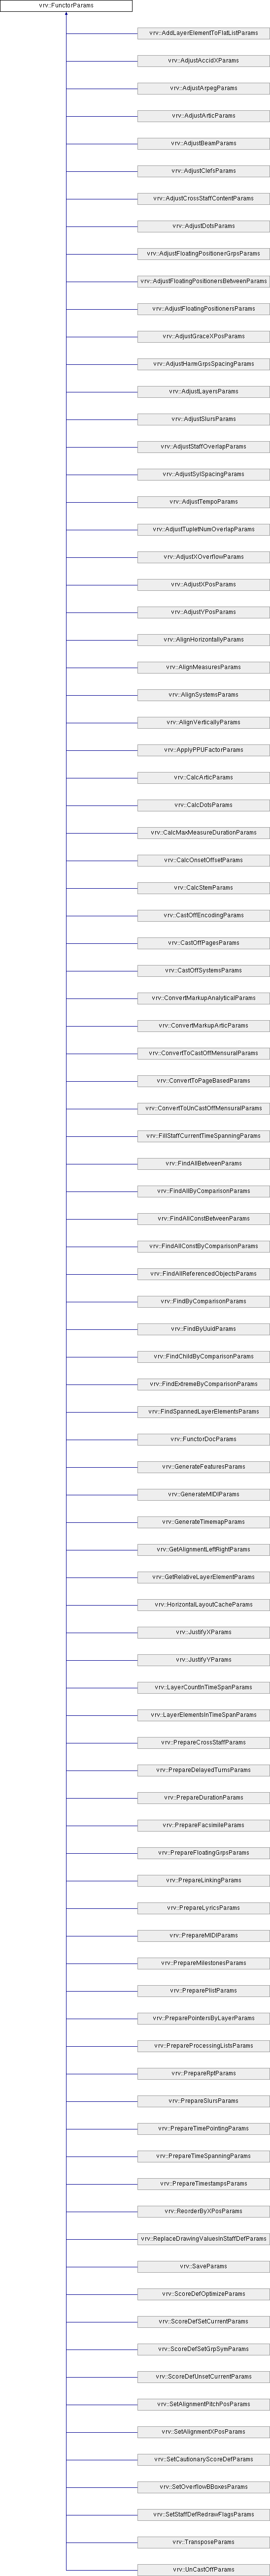 vrv::FunctorParams
vrv::AddLayerElementToFlatListParams
vrv::AdjustAccidXParams
vrv::AdjustArpegParams
vrv::AdjustArticParams
vrv::AdjustBeamParams
vrv::AdjustClefsParams
vrv::AdjustCrossStaffContentParams
vrv::AdjustDotsParams
vrv::AdjustFloatingPositionerGrpsParams
vrv::AdjustFloatingPositionersBetweenParams
vrv::AdjustFloatingPositionersParams
vrv::AdjustGraceXPosParams
vrv::AdjustHarmGrpsSpacingParams
vrv::AdjustLayersParams
vrv::AdjustSlursParams
vrv::AdjustStaffOverlapParams
vrv::AdjustSylSpacingParams
vrv::AdjustTempoParams
vrv::AdjustTupletNumOverlapParams
vrv::AdjustXOverflowParams
vrv::AdjustXPosParams
vrv::AdjustYPosParams
vrv::AlignHorizontallyParams
vrv::AlignMeasuresParams
vrv::AlignSystemsParams
vrv::AlignVerticallyParams
vrv::ApplyPPUFactorParams
vrv::CalcArticParams
vrv::CalcDotsParams
vrv::CalcMaxMeasureDurationParams
vrv::CalcOnsetOffsetParams
vrv::CalcStemParams
vrv::CastOffEncodingParams
vrv::CastOffPagesParams
vrv::CastOffSystemsParams
vrv::ConvertMarkupAnalyticalParams
vrv::ConvertMarkupArticParams
vrv::ConvertToCastOffMensuralParams
vrv::ConvertToPageBasedParams
vrv::ConvertToUnCastOffMensuralParams
vrv::FillStaffCurrentTimeSpanningParams
vrv::FindAllBetweenParams
vrv::FindAllByComparisonParams
vrv::FindAllConstBetweenParams
vrv::FindAllConstByComparisonParams
vrv::FindAllReferencedObjectsParams
vrv::FindByComparisonParams
vrv::FindByUuidParams
vrv::FindChildByComparisonParams
vrv::FindExtremeByComparisonParams
vrv::FindSpannedLayerElementsParams
vrv::FunctorDocParams
vrv::GenerateFeaturesParams
vrv::GenerateMIDIParams
vrv::GenerateTimemapParams
vrv::GetAlignmentLeftRightParams
vrv::GetRelativeLayerElementParams
vrv::HorizontalLayoutCacheParams
vrv::JustifyXParams
vrv::JustifyYParams
vrv::LayerCountInTimeSpanParams
vrv::LayerElementsInTimeSpanParams
vrv::PrepareCrossStaffParams
vrv::PrepareDelayedTurnsParams
vrv::PrepareDurationParams
vrv::PrepareFacsimileParams
vrv::PrepareFloatingGrpsParams
vrv::PrepareLinkingParams
vrv::PrepareLyricsParams
vrv::PrepareMIDIParams
vrv::PrepareMilestonesParams
vrv::PreparePlistParams
vrv::PreparePointersByLayerParams
vrv::PrepareProcessingListsParams
vrv::PrepareRptParams
vrv::PrepareSlursParams
vrv::PrepareTimePointingParams
vrv::PrepareTimeSpanningParams
vrv::PrepareTimestampsParams
vrv::ReorderByXPosParams
vrv::ReplaceDrawingValuesInStaffDefParams
vrv::SaveParams
vrv::ScoreDefOptimizeParams
vrv::ScoreDefSetCurrentParams
vrv::ScoreDefSetGrpSymParams
vrv::ScoreDefUnsetCurrentParams
vrv::SetAlignmentPitchPosParams
vrv::SetAlignmentXPosParams
vrv::SetCautionaryScoreDefParams
vrv::SetOverflowBBoxesParams
vrv::SetStaffDefRedrawFlagsParams
vrv::TransposeParams
vrv::UnCastOffParams